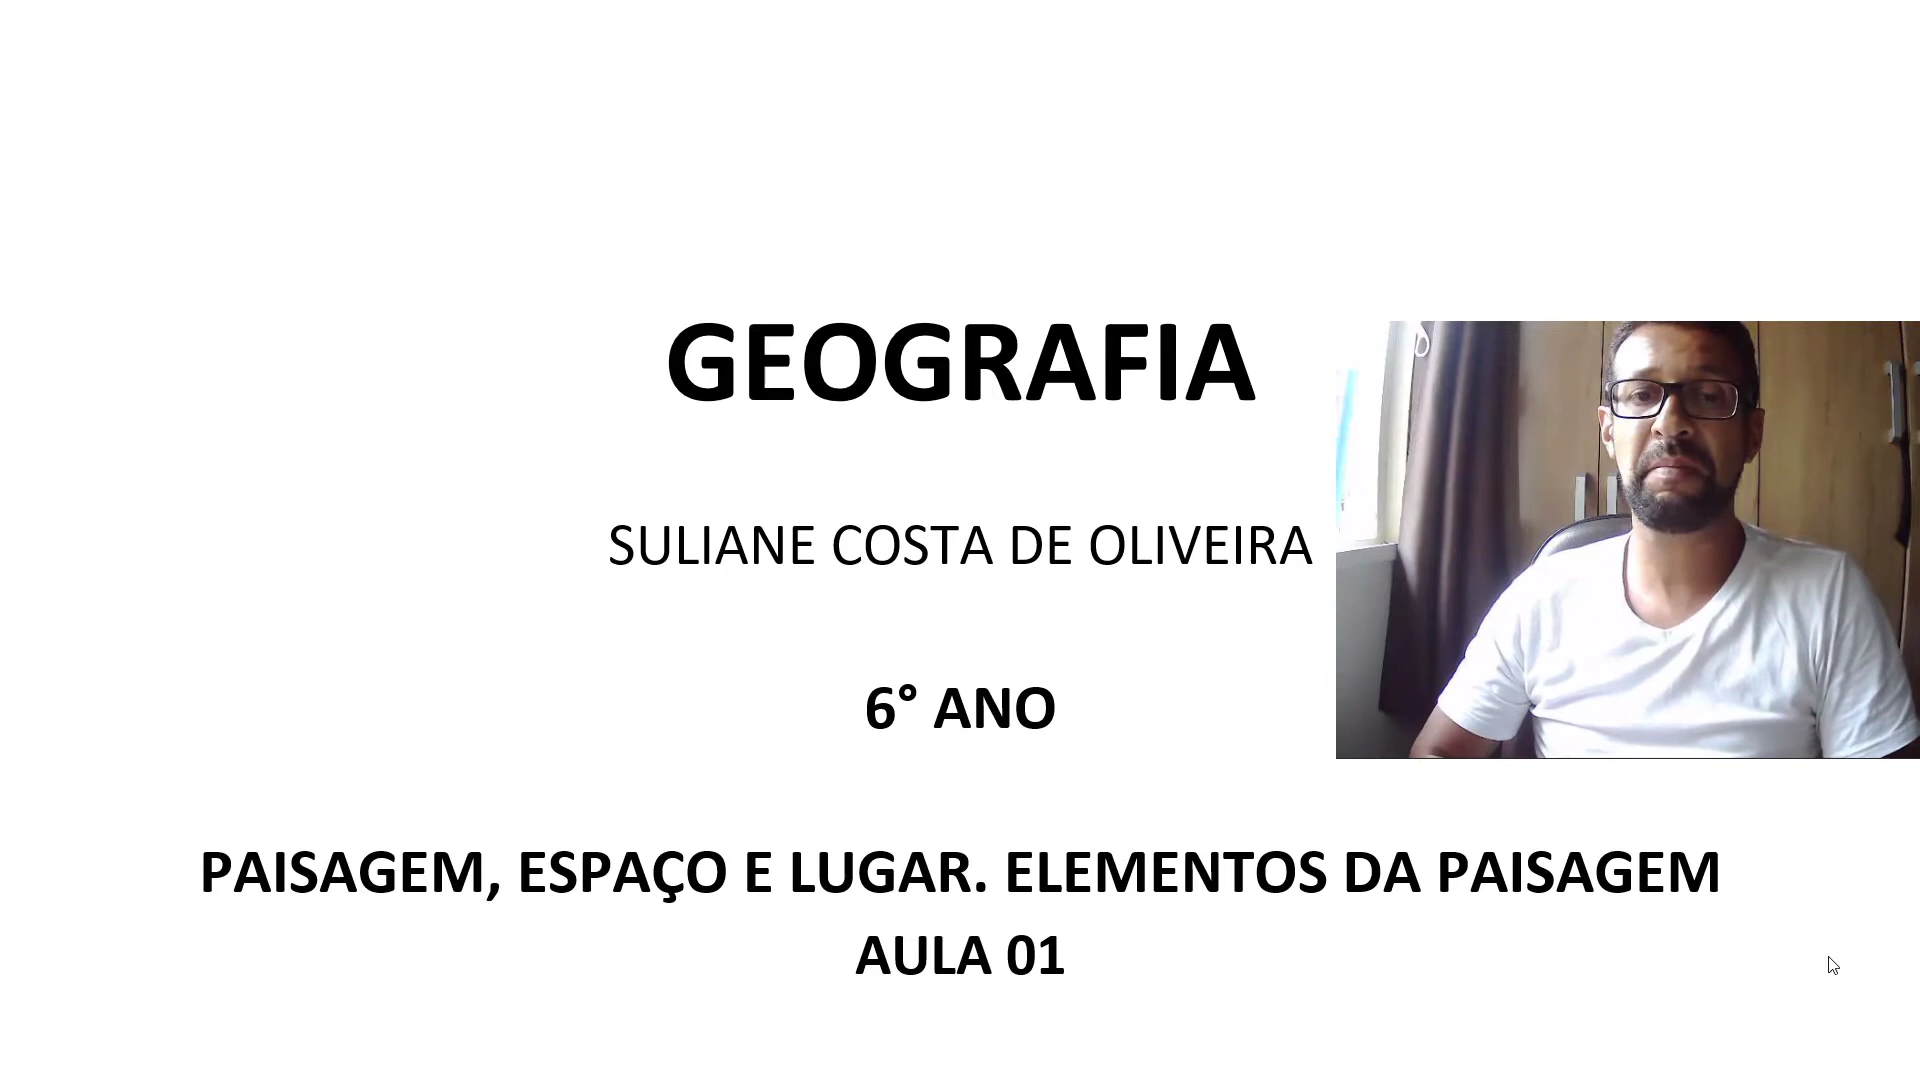 GEOGRAFIA
SULIANE COSTA DE OLIVEIRA
6° ANO
PAISAGEM, ESPAÇO E LUGAR. ELEMENTOS DA PAISAGEM
AULA 01